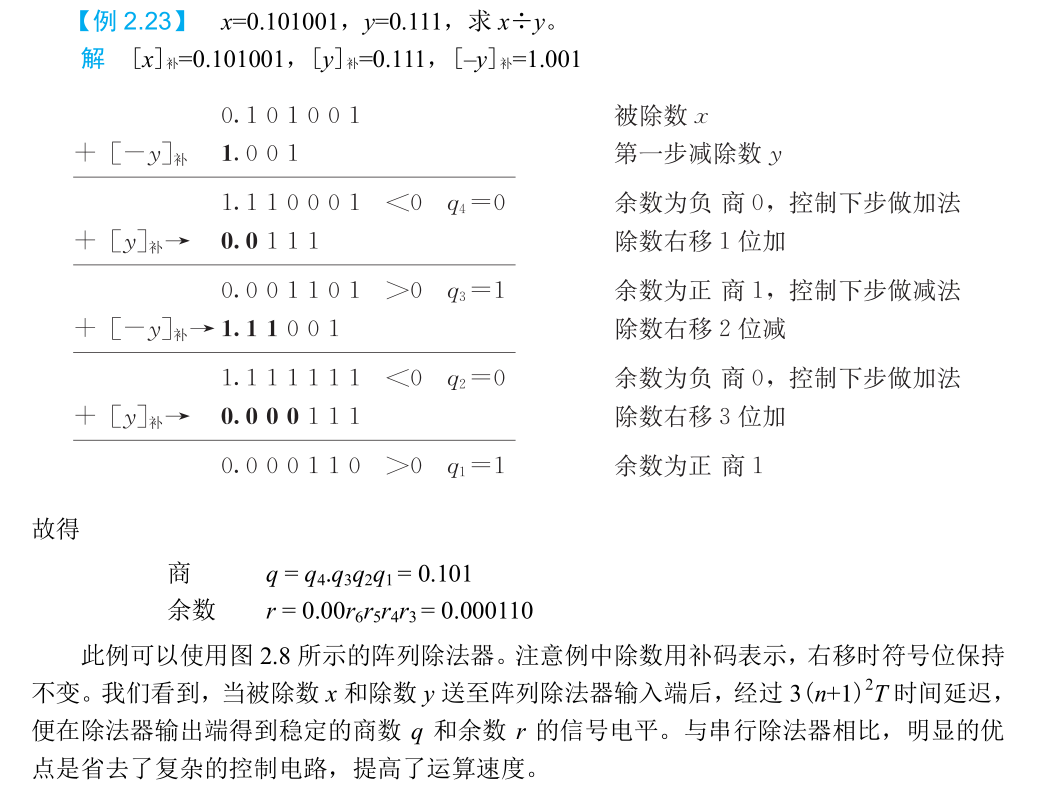 【例 2.23】 x=0.101001，y=0.111，求 x÷y。
解 [x]补=0.101001，[y]补=0.111，[–y]补=1.001
0.101001 被除数 x
+ [－y]补 1.001 第一步减除数 y
1.110001 <0 q4=0 余数为负 商 0，控制下步做加法
+ [y]补→ 0.0111 除数右移 1 位加
0.001101 >0 q3=1 余数为正 商 1，控制下步做减法
+ [－y]补→1.11001 除数右移 2 位减
1.111111 <0 q2=0 余数为负 商 0，控制下步做加法
+ [y]补→ 0.000111 除数右移 3 位加
0.000110 >0 q1=1 余数为正 商 1
故得
商 q = q4.q3q2q1 = 0.101
余数 r = 0.00r6r5r4r3 = 0.000110
此例可以使用图 2.8 所示的阵列除法器。注意例中除数用补码表示，右移时符号位保持
不变。我们看到，当被除数 x 和除数 y 送至阵列除法器输入端后，经过 3(n+1)²T 时间延迟，
便在除法器输出端得到稳定的商数 q 和余数 r 的信号电平。与串行除法器相比，明显的优
点是省去了复杂的控制电路，提高了运算速度。